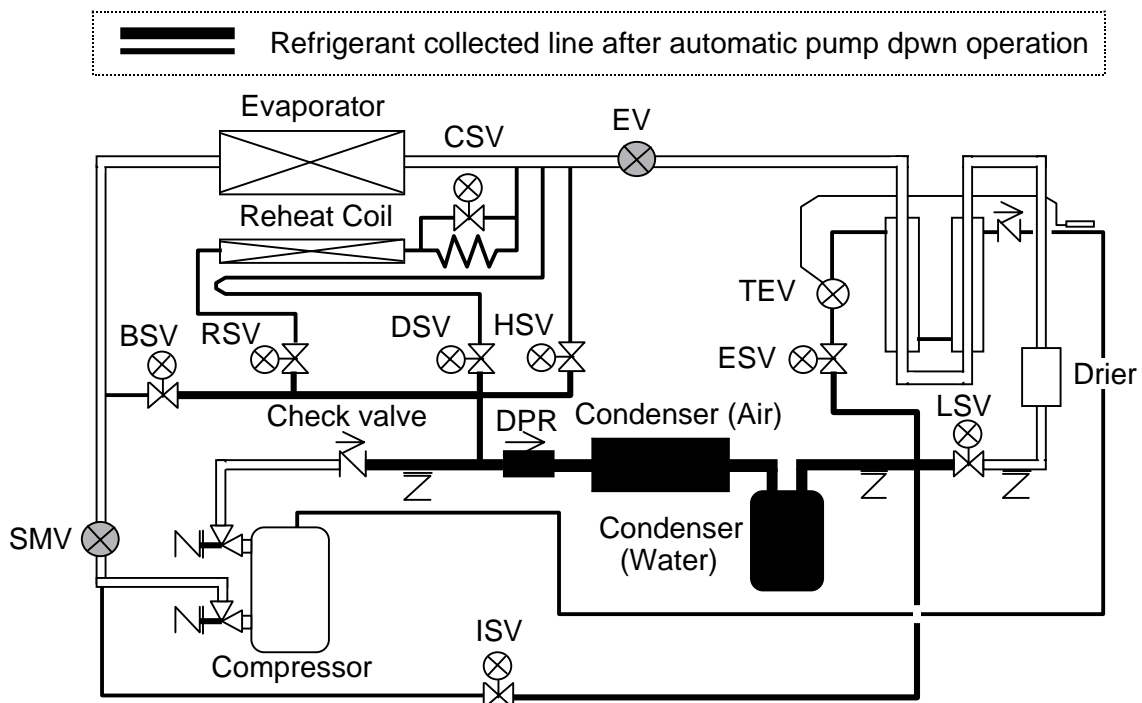 Refrigerant collected line after automatic pump dpwn operation
Evaporator
CSV
EV
Reheat Coil
TEV
BSV
RSV
DSV
HSV
ESV
Drier
Check valve
DPR
Condenser (Air)
LSV
SMV
Condenser
(Water)
Compressor
ISV